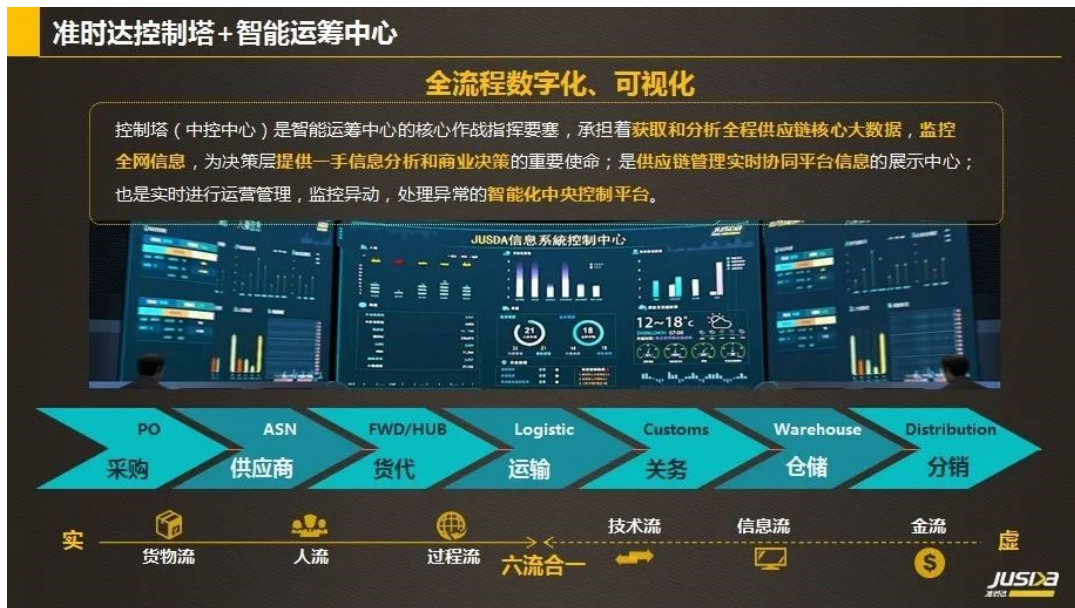 准时达控制塔+智能运筹中心
全流程数字化、可视化
控制塔（中控中心）是智能运筹中心的核心作战指挥要塞，承担着获取和分析全程供应链核心大数据，监控
全网信息，为决策层提供一手信息分析和商业决策的重要使命；是供应链管理实时协同平台信息的展示中心；
也是实时进行运营管理，监控异动，处理异常的智能化中央控制平台。
JUSDA信息系統控制中心
JUSDA
21
18
12~18℃
PO
ASN
FWD/HUB
Logistic
Customs
Warehouse
Distribution
采购
供应商
货代
运输
关务
仓储
分销
实
货物流
人流
过程流
六流合一
技术流
信息流
金流
虚
JUSDA
准时达